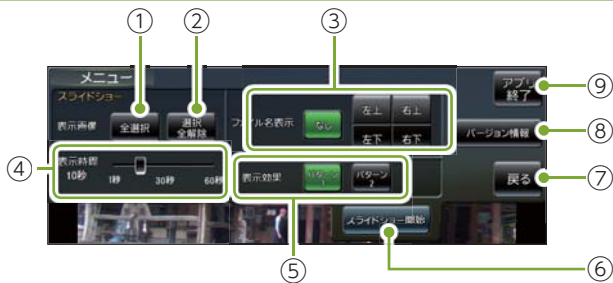 ① ② ③
メニュー
スライドショー
アプリ
終了
⑨
表示画像 全選択 選択
全解除
ファイル名表示 なし 左上 右上
左下 右下
バージョン情報 ⑧
④
表示時間
10秒 1秒 30秒 60秒
表示効果 パターン
1
パターン
2
戻る ⑦
スライドショー開始
⑤ ⑥